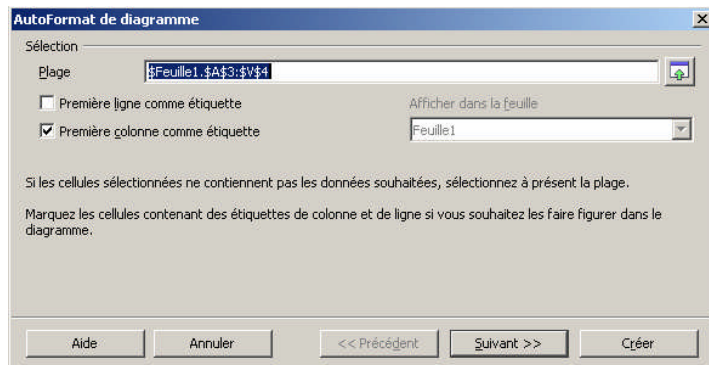 AutoFormat de diagramme
Sélection
Plage $Feuille1.$A$3:$V$4
Première ligne comme étiquette Afficher dans la feuille
Première colonne comme étiquette Feuille1
Si les cellules sélectionnées ne contiennent pas les données souhaitées, sélectionnez à présent la plage.
Marquez les cellules contenant des étiquettes de colonne et de ligne si vous souhaitez les faire figurer dans le
diagramme.
Aide Annuler << Précédent Suivant >> Créer